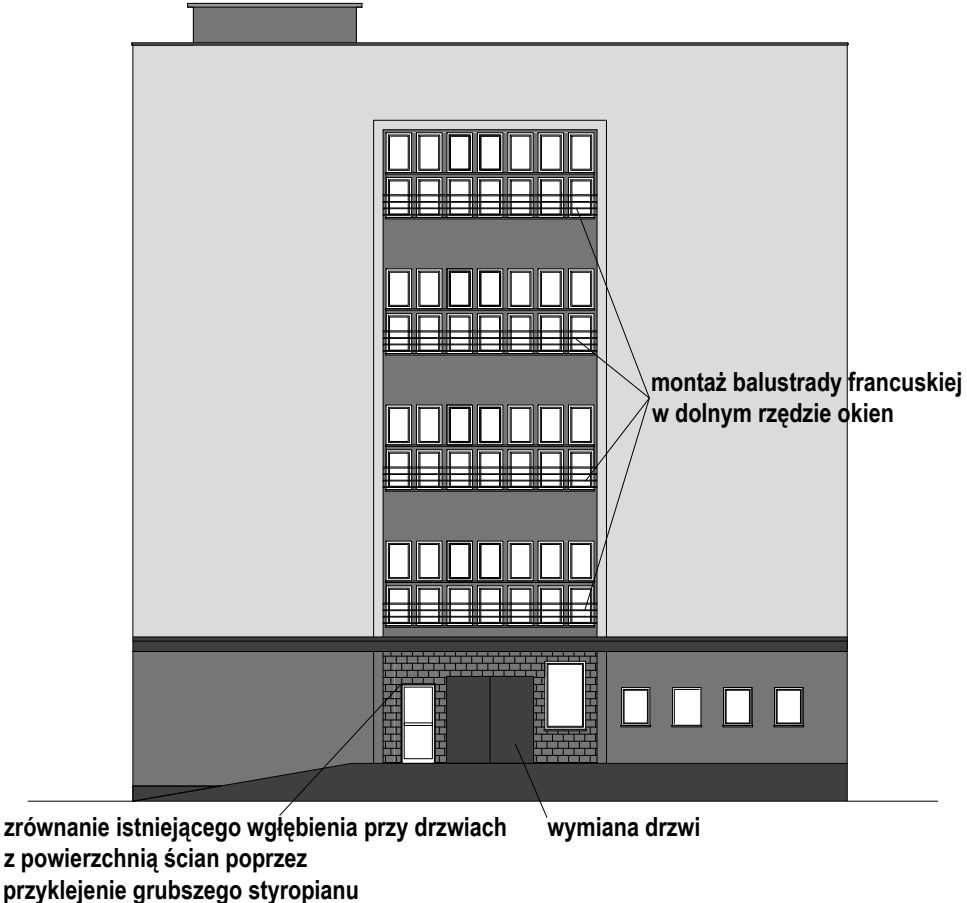 montaż balustrady francuskiej
w dolnym rzędzie okien
zrównanie istniejącego wgłębienia przy drzwiach
z powierzchnią ścian poprzez
przyklejenie grubszego styropianu
wymiana drzwi